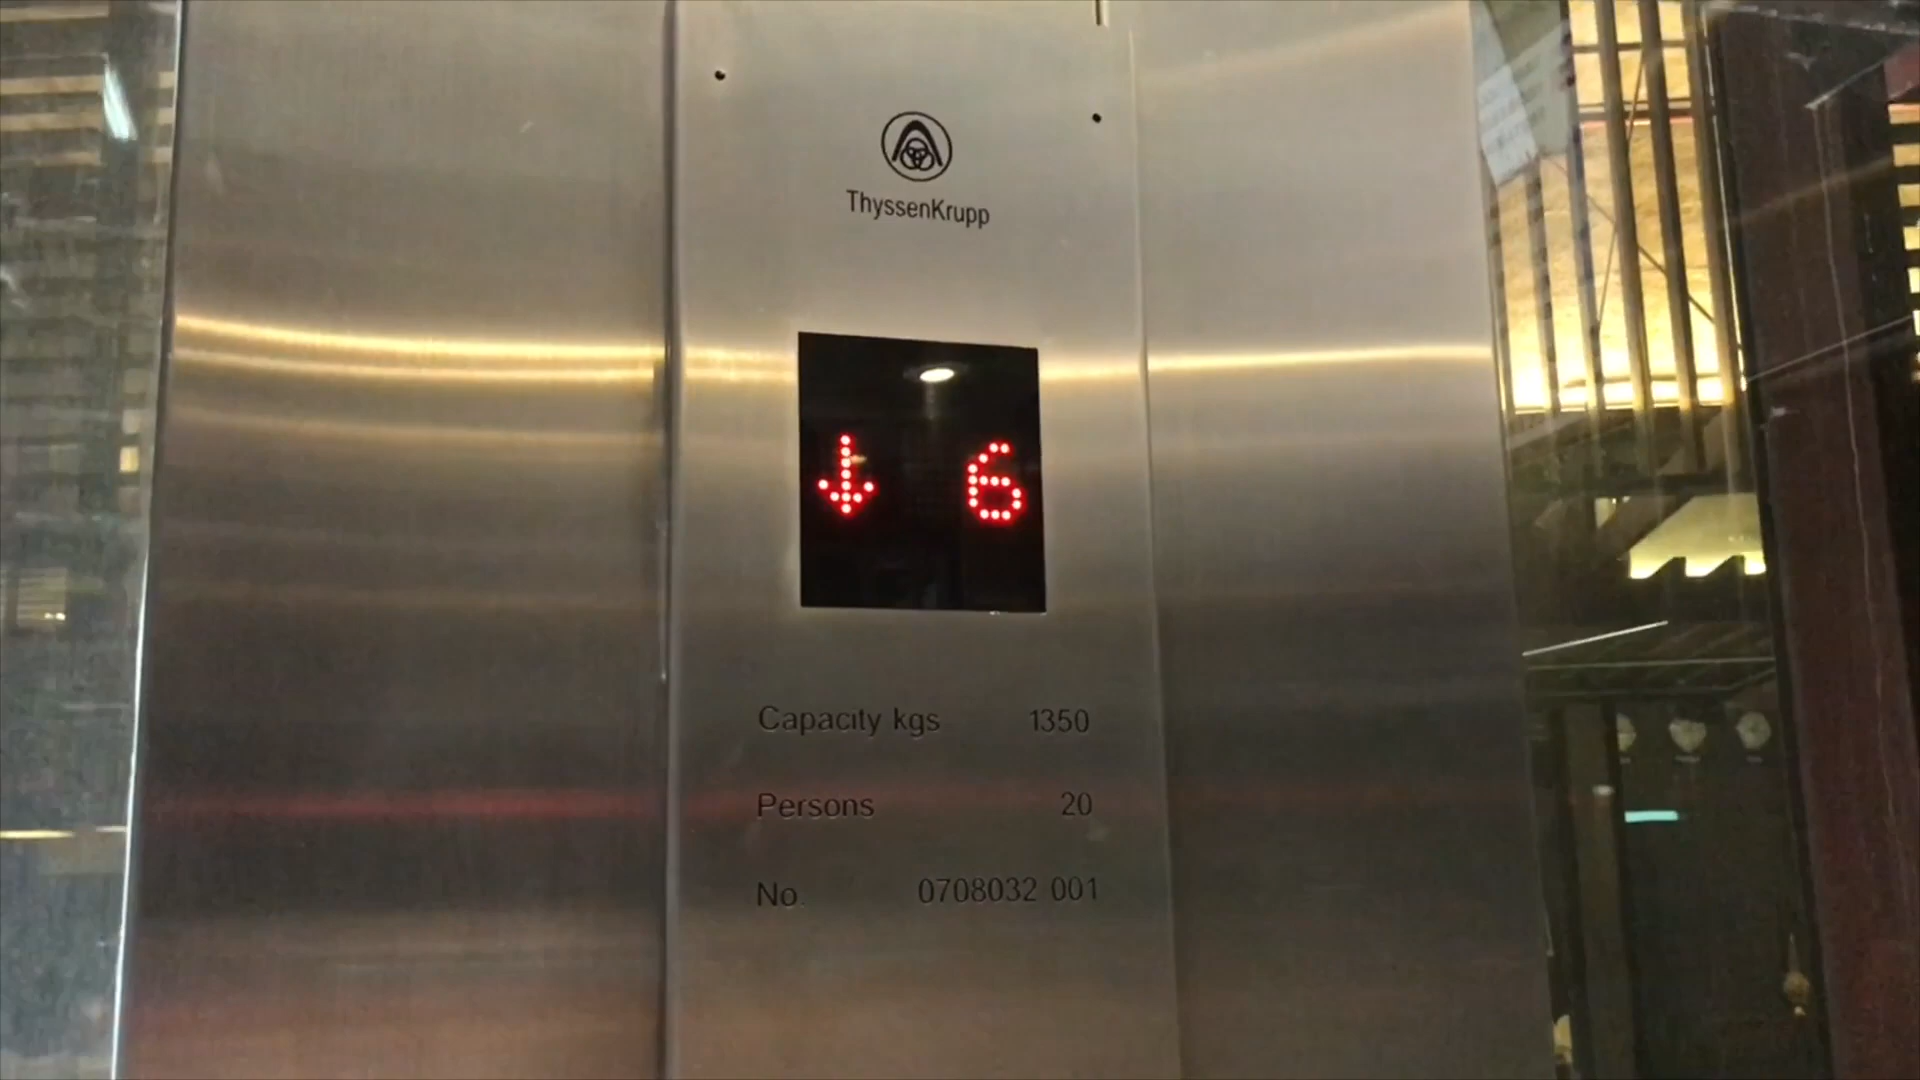 ThyssenKrupp
↓ 6
Capacity kgs 1350
Persons 20
No. 0708032 001